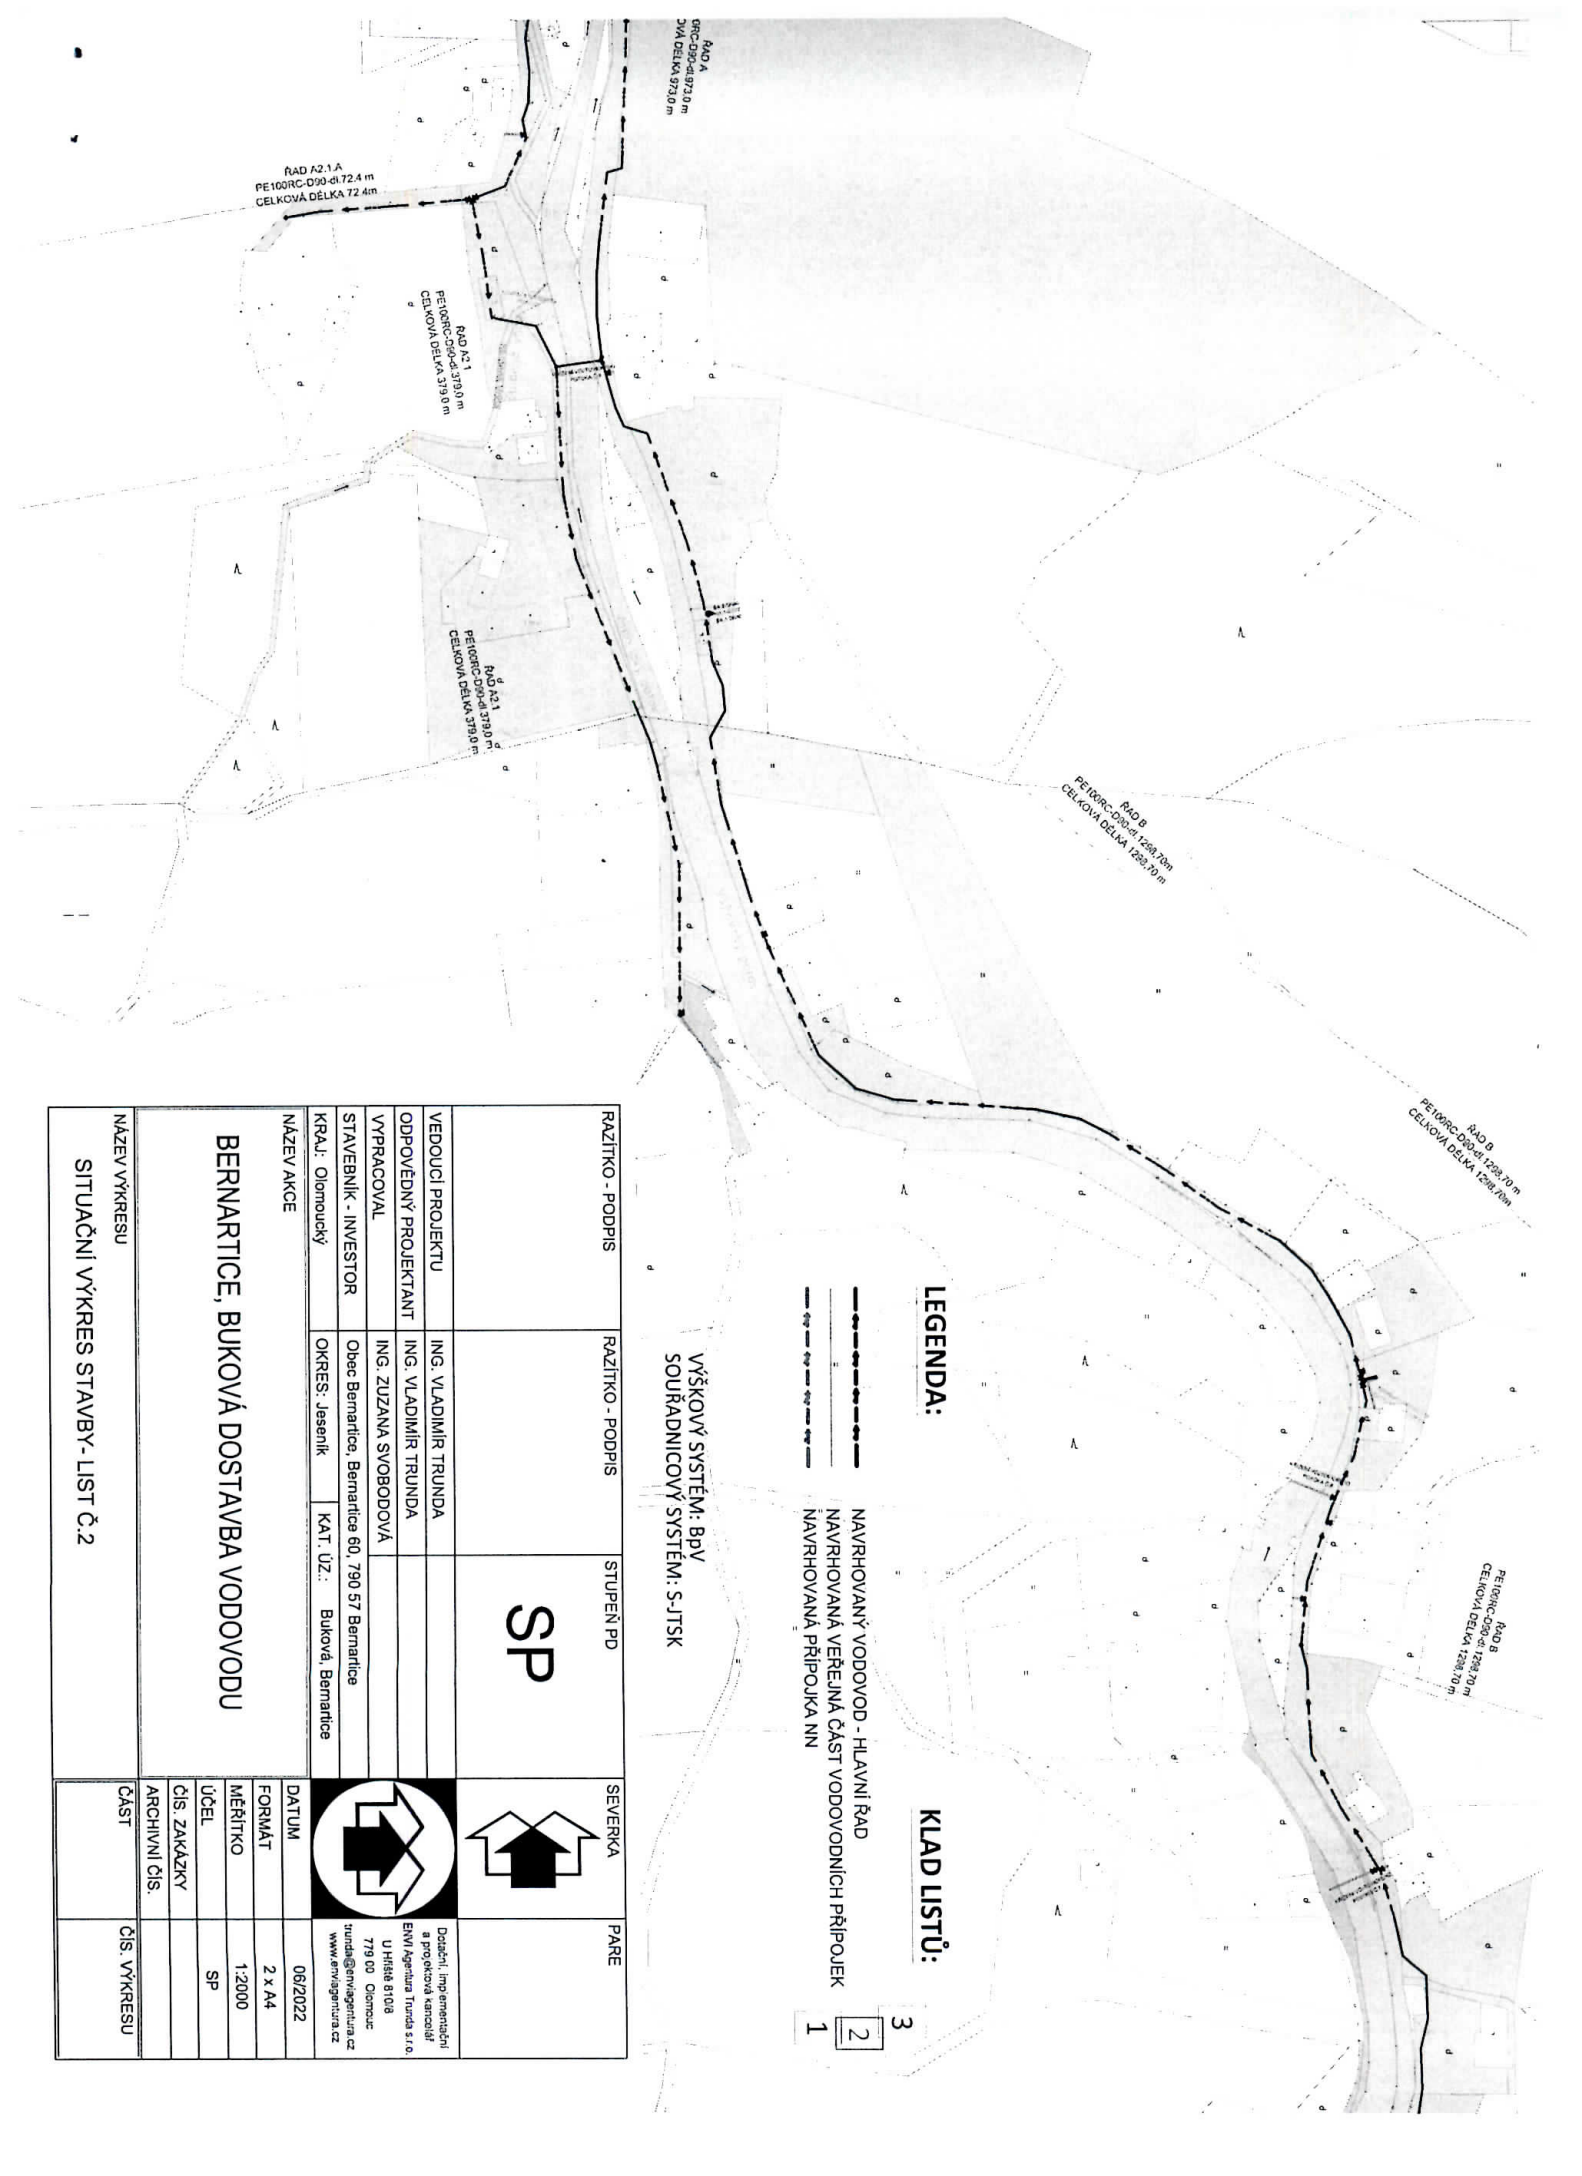 ŘAD A
ORC-D90-dl.973,0 m
OVÁ DÉLKA 973,0 m
ŘAD A2.1.A
PE100RC-D90-dl.72.4 m
CELKOVÁ DÉLKA 72.4m
ŘAD A2.1
PE100RC-D90-dl.379,0 m
CELKOVÁ DÉLKA 379.0 m
ŘAD A2.1
PE100RC-D90-dl.379,0 m
CELKOVÁ DÉLKA 379,0 m
ŘAD B
PE100RC-D90-dl.1298,70m
CELKOVÁ DÉLKA 1298,70 m
ŘAD B
PE100RC-D90-dl.1298,70 m
CELKOVÁ DÉLKA 1298,70m
ŘAD B
PE100RC-D90-dl.1298,70 m
CELKOVÁ DÉLKA 1298,70 m
LEGENDA:
NAVRHOVANÝ VODOVOD - HLAVNÍ ŘAD
NAVRHOVANÁ VEŘEJNÁ ČÁST VODOVODNÍCH PŘÍPOJEK
NAVRHOVANÁ PŘÍPOJKA NN
KLAD LISTŮ:
3
2
1
VÝŠKOVÝ SYSTÉM: BpV
SOUŘADNICOVÝ SYSTÉM: S-JTSK
RAZÍTKO - PODPIS
RAZÍTKO - PODPIS
STUPEŇ PD
SEVERKA
PARE
SP
VEDOUCÍ PROJEKTU
ING. VLADIMÍR TRUNDA
ODPOVĚDNÝ PROJEKTANT
ING. VLADIMÍR TRUNDA
VYPRACOVAL
ING. ZUZANA SVOBODOVÁ
STAVEBNÍK - INVESTOR
Obec Bernartice, Bernartice 60, 790 57 Bernartice
KRAJ: Olomoucký
OKRES: Jeseník
KAT. ÚZ.: Buková, Bernartice
Dotační, implementační
a projektová kancelář
ENVI Agentura Trunda s.r.o.
U Hřiště 810/8
779 00 Olomouc
trunda@enviagentura.cz
www.enviagentura.cz
NÁZEV AKCE
BERNARTICE, BUKOVÁ DOSTAVBA VODOVODU
DATUM
06/2022
FORMÁT
2 x A4
MĚŘÍTKO
1:2000
ÚČEL
SP
ČÍS. ZAKÁZKY
ARCHIVNÍ ČÍS.
NÁZEV VÝKRESU
SITUAČNÍ VÝKRES STAVBY- LIST Č.2
ČÁST
ČÍS. VÝKRESU